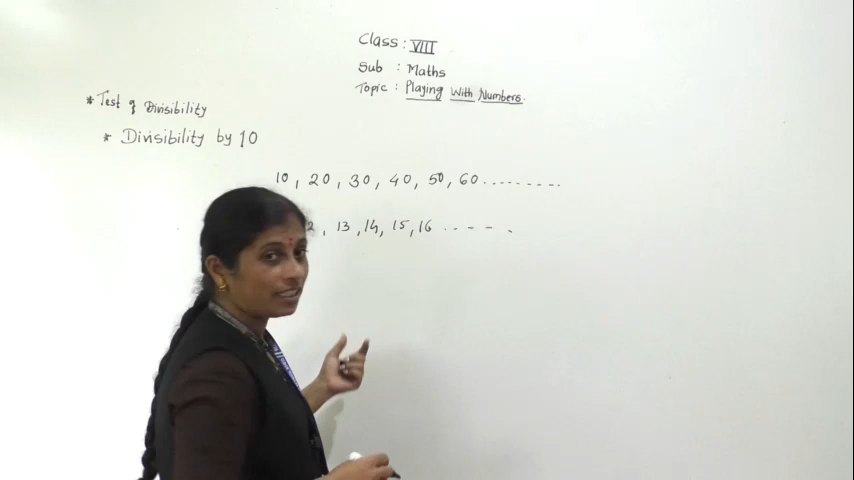 Class : VIII
Sub : Maths
Topic : Playing With Numbers.
* Test of Divisibility
* Divisibility by 10
10, 20, 30, 40, 50, 60.........
2, 13, 14, 15, 16 . - - - .